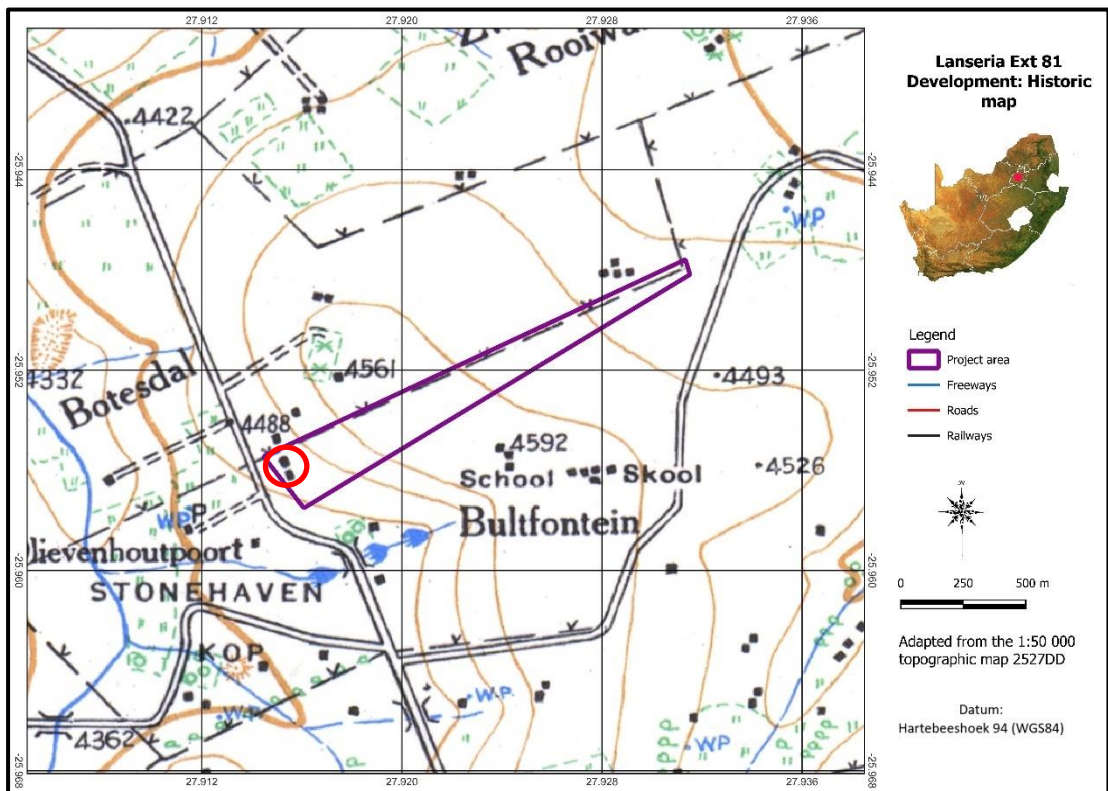 27.912
27.920
27.928
27.936
Rooiwa
4422
-25.944
-25.944
WP
-25.952
-25.952
4332
Botesdal
4561
4493
4488
4592
School
Skool
4526
WP
P
Bultfontein
lievenhoutpoort
-25.960
-25.960
STONEHAVEN
KOP
WP
WP
4362
WP
-25.968
-25.968
27.912
27.920
27.928
27.936
Lanseria Ext 81
Development: Historic
map
Legend
Project area
Freeways
Roads
Railways
0 250 500 m
Adapted from the 1:50 000
topographic map 2527DD
Datum:
Hartebeeshoek 94 (WGS84)